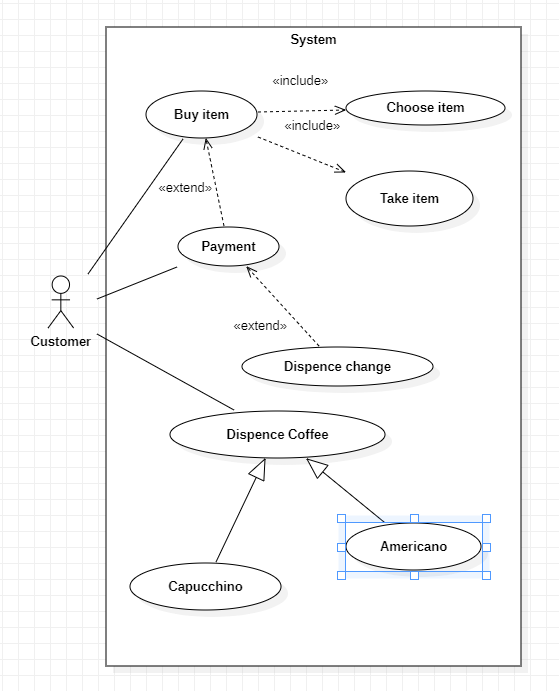 System
«include»
Buy item
Choose item
«include»
«extend»
Take item
Payment
«extend»
Customer
Dispence change
Dispence Coffee
Americano
Capucchino